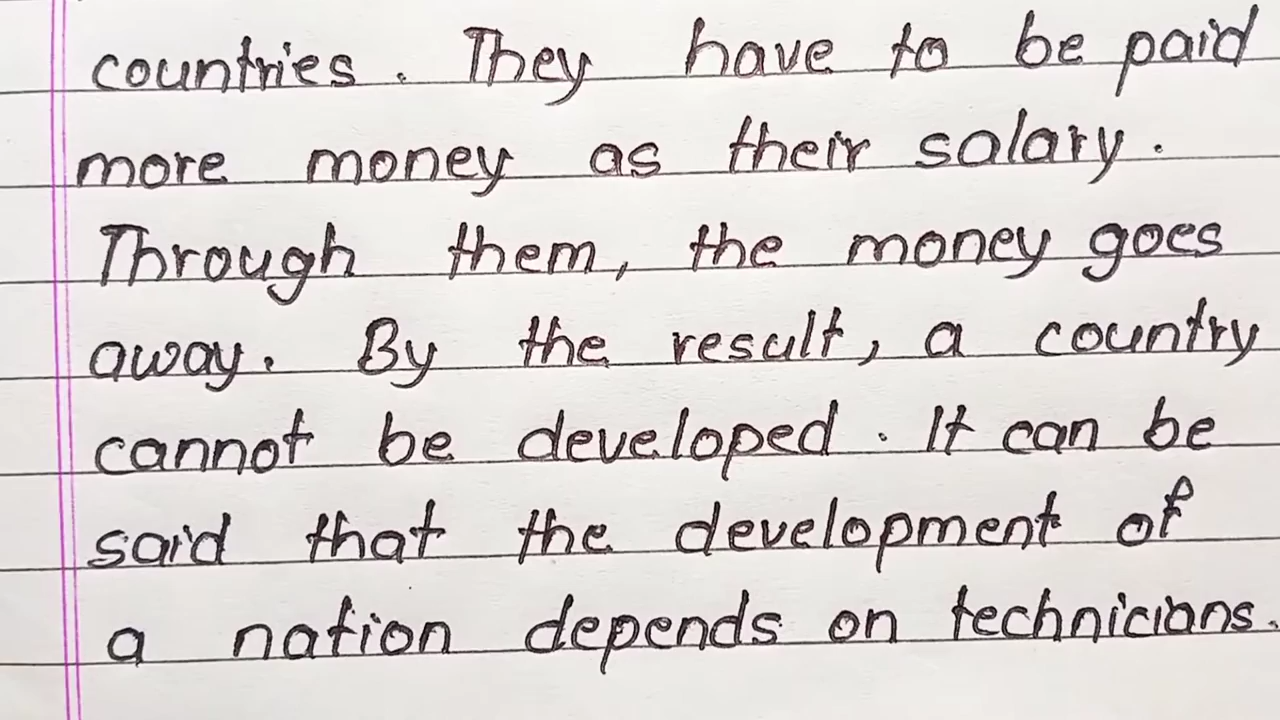 countries. They have to be paid
more money as their salary.
Through them, the money goes
away. By the result, a country
cannot be developed. It can be
said that the development of
a nation depends on technicians.